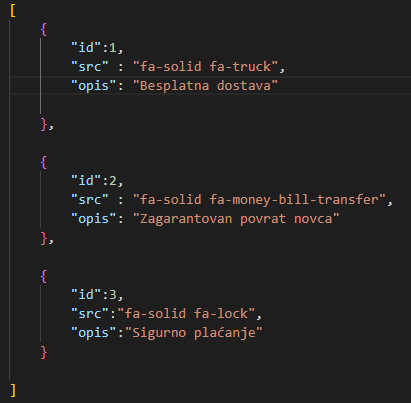 [
{
"id":1,
"src" : "fa-solid fa-truck",
"opis": "Besplatna dostava"
},
{
"id":2,
"src" : "fa-solid fa-money-bill-transfer",
"opis": "Zagarantovan povrat novca"
},
{
"id":3,
"src":"fa-solid fa-lock",
"opis":"Sigurno plaćanje"
}
]